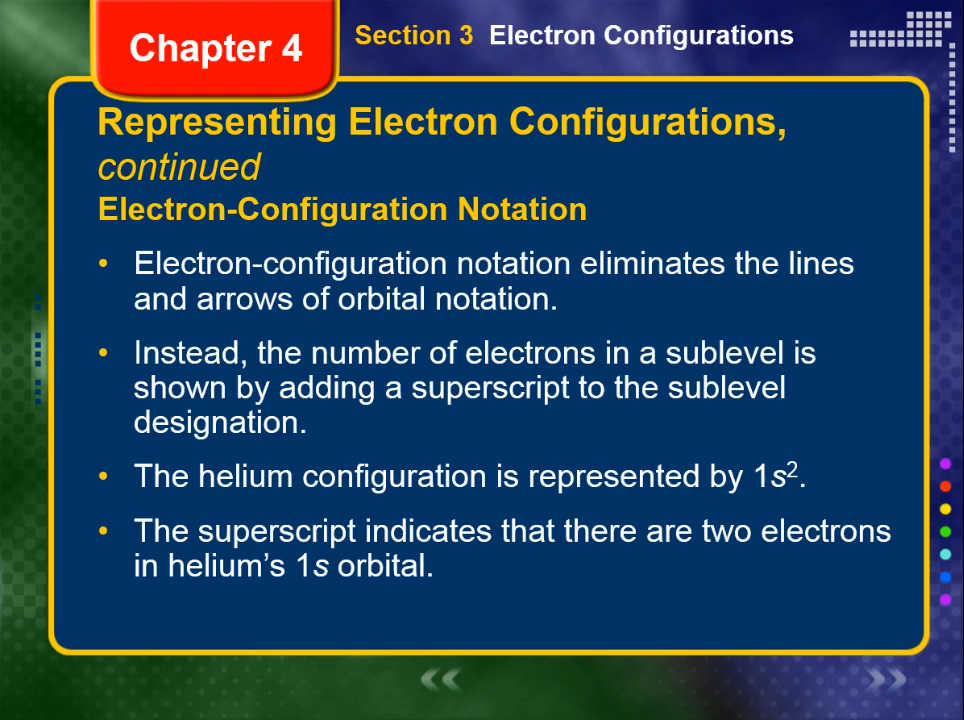 Chapter 4
Section 3 Electron Configurations
Representing Electron Configurations,
continued
Electron-Configuration Notation
• Electron-configuration notation eliminates the lines
and arrows of orbital notation.
• Instead, the number of electrons in a sublevel is
shown by adding a superscript to the sublevel
designation.
• The helium configuration is represented by 1s².
• The superscript indicates that there are two electrons
in helium’s 1s orbital.